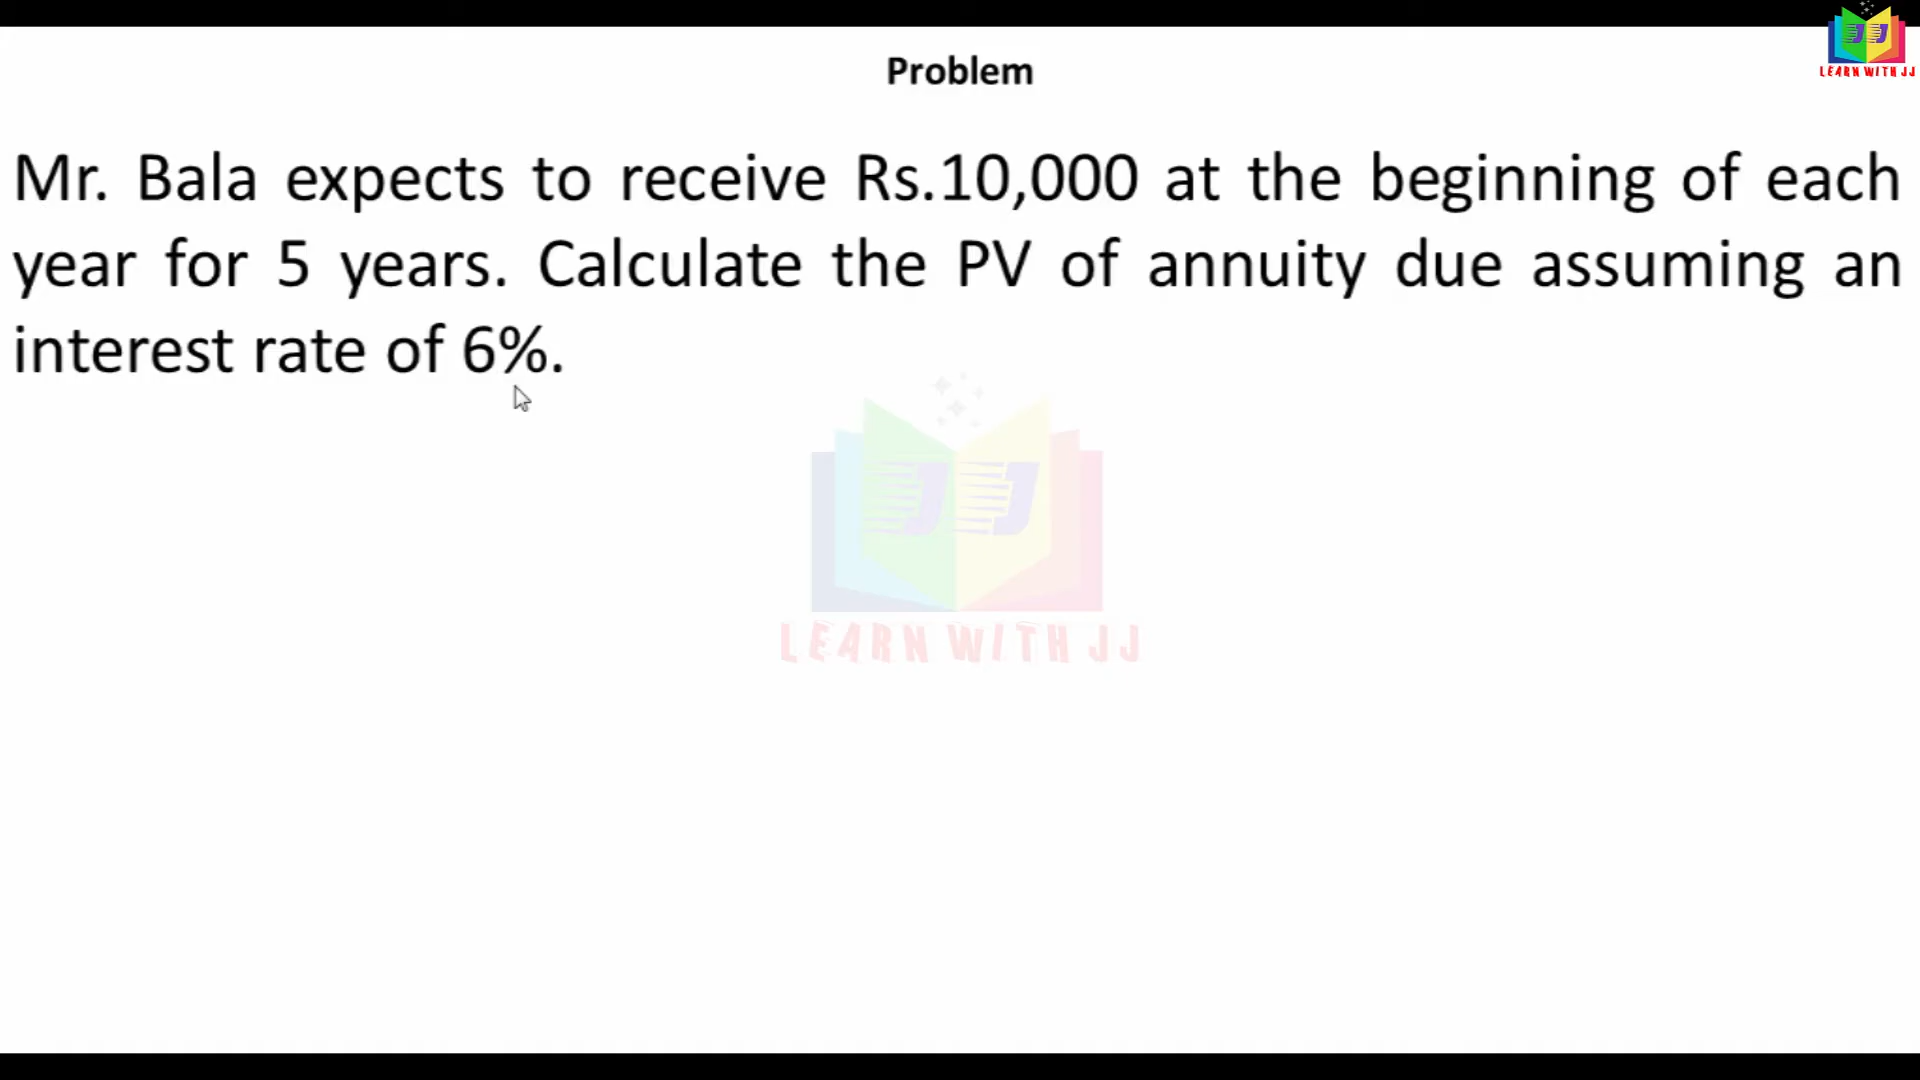 LEARN WITH JJ
Problem
Mr. Bala expects to receive Rs.10,000 at the beginning of each
year for 5 years. Calculate the PV of annuity due assuming an
interest rate of 6%.
JJ
LEARN WITH JJ